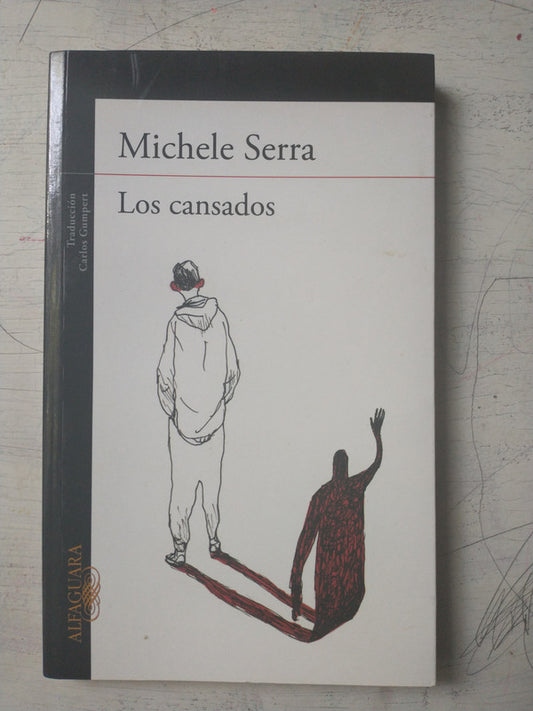 Michele Serra
Los cansados
Traducción
Carlos Gumpert
ALFAGUARA